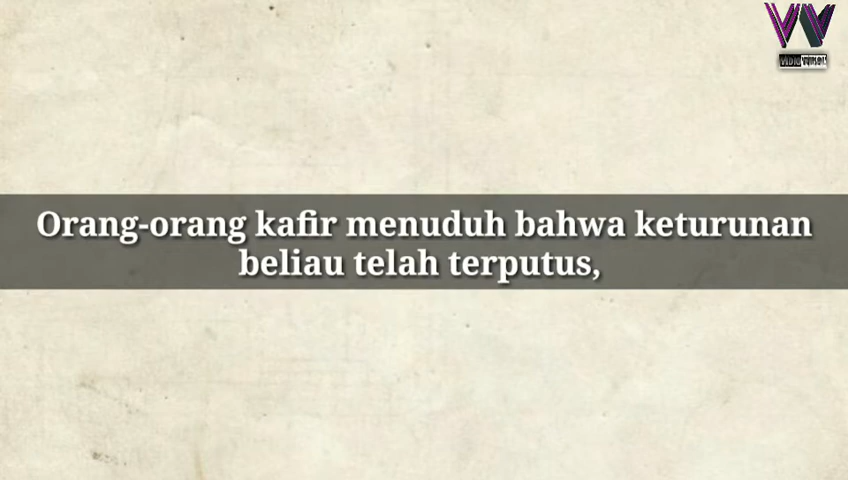 Orang-orang kafir menuduh bahwa keturunan
beliau telah terputus,